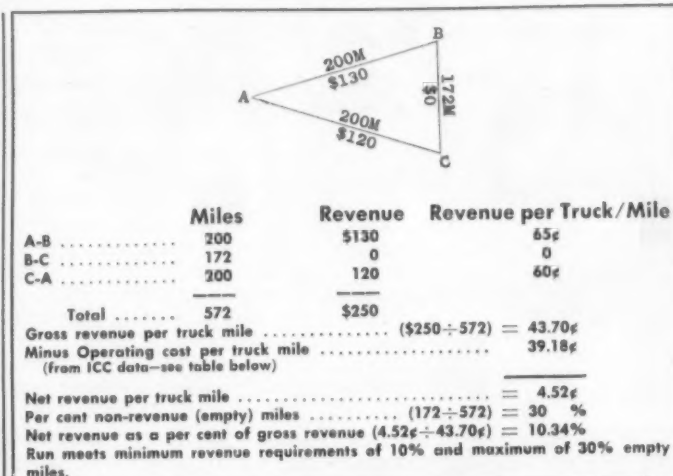 B
200M
$130
A
172M
$0
200M
$120
C
Miles Revenue Revenue per Truck/Mile
A-B ............. 200 $130 65¢
B-C ............. 172 0 0
C-A ............. 200 120 60¢
Total ....... 572 $250
Gross revenue per truck mile ................ ($250÷572) = 43.70¢
Minus Operating cost per truck mile .................. 39.18¢
(from ICC data—see table below)
Net revenue per truck mile ......................... = 4.52¢
Per cent non-revenue (empty) miles .......... (172÷572) = 30 %
Net revenue as a per cent of gross revenue (4.52¢÷43.70¢) = 10.34%
Run meets minimum revenue requirements of 10% and maximum of 30% empty
miles.